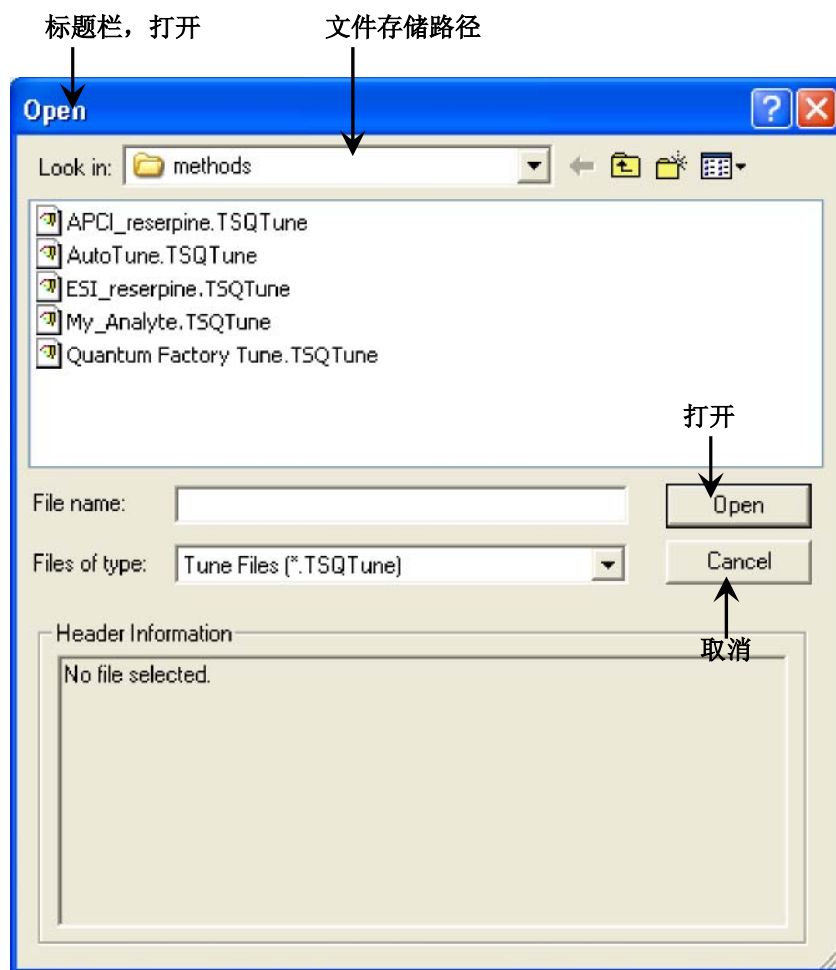 标题栏，打开
文件存储路径
Open
Look in: methods
APCI_reserpine.TSQTune
AutoTune.TSQTune
ESI_reserpine.TSQTune
My_Analyte.TSQTune
Quantum Factory Tune.TSQTune
打开
File name:
Open
Files of type: Tune Files (*.TSQTune)
Cancel
取消
Header Information
No file selected.